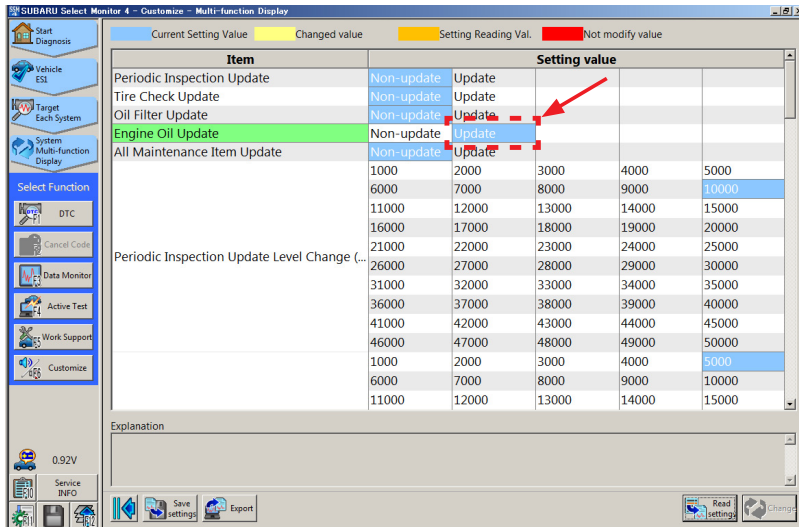 SUBARU Select Monitor 4 - Customize - Multi-function Display
Start
Diagnosis
Vehicle
ES1
Target
Each System
System
Multi-function
Display
Select Function
F1 DTC
Cancel Code
F3 Data Monitor
F4 Active Test
F5 Work Support
F6 Customize
0.92V
F10 Service
INFO
F11 F12
Current Setting Value Changed value Setting Reading Val. Not modify value
Item Setting value
Periodic Inspection Update Non-update Update
Tire Check Update Non-update Update
Oil Filter Update Non-update Update
Engine Oil Update Non-update Update
All Maintenance Item Update Non-update Update
Periodic Inspection Update Level Change (...
1000 2000 3000 4000 5000
6000 7000 8000 9000 10000
11000 12000 13000 14000 15000
16000 17000 18000 19000 20000
21000 22000 23000 24000 25000
26000 27000 28000 29000 30000
31000 32000 33000 34000 35000
36000 37000 38000 39000 40000
41000 42000 43000 44000 45000
46000 47000 48000 49000 50000
1000 2000 3000 4000 5000
6000 7000 8000 9000 10000
11000 12000 13000 14000 15000
Explanation
Save
settings
Export
Read
settings
Change